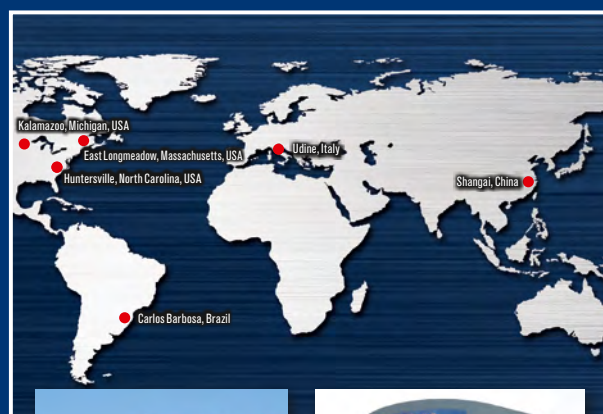 Kalamazoo, Michigan, USA
East Longmeadow, Massachusetts, USA
Huntersville, North Carolina, USA
Udine, Italy
Shangai, China
Carlos Barbosa, Brazil